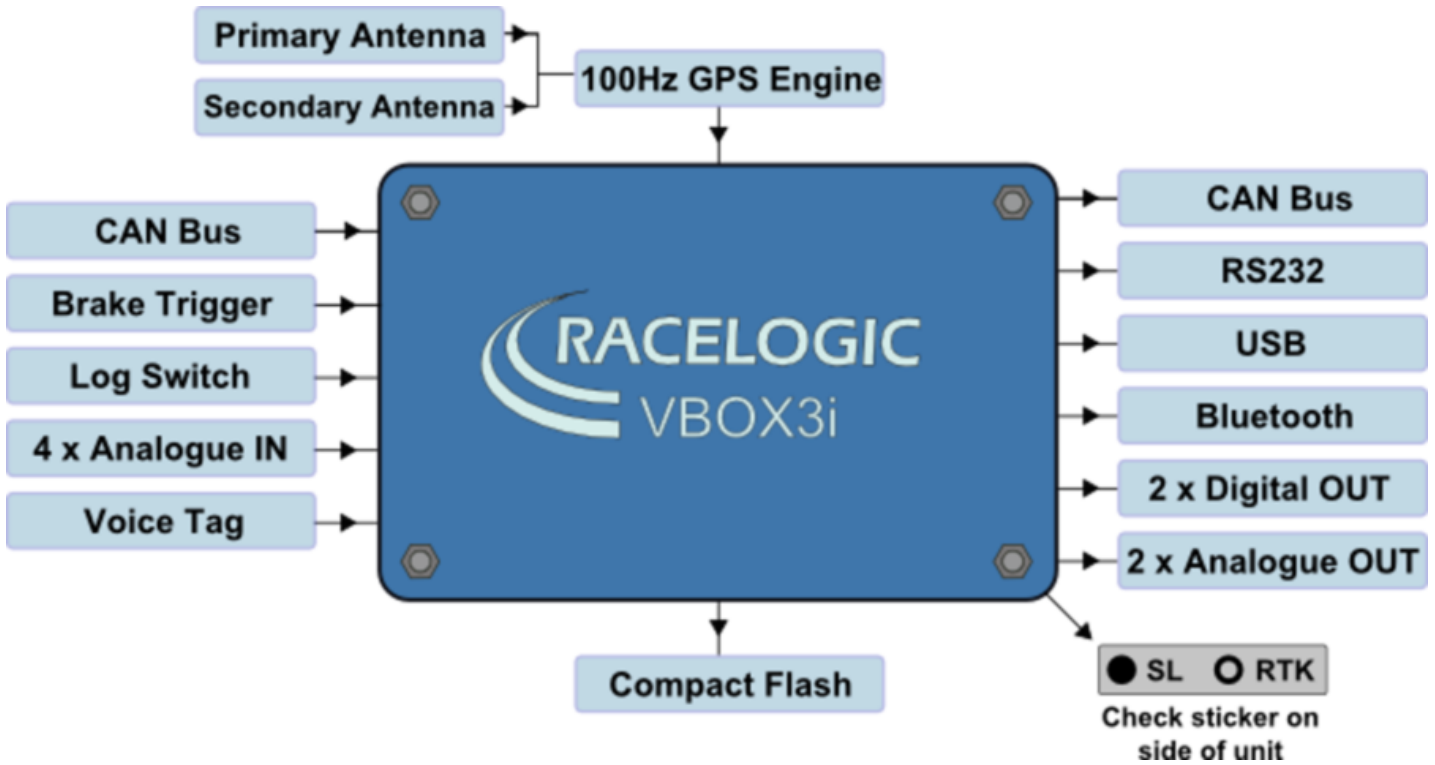 Primary Antenna
Secondary Antenna
100Hz GPS Engine
CAN Bus
Brake Trigger
Log Switch
4 x Analogue IN
Voice Tag
RACELOGIC
VBOX3i
CAN Bus
RS232
USB
Bluetooth
2 x Digital OUT
2 x Analogue OUT
Compact Flash
SL RTK
Check sticker on
side of unit